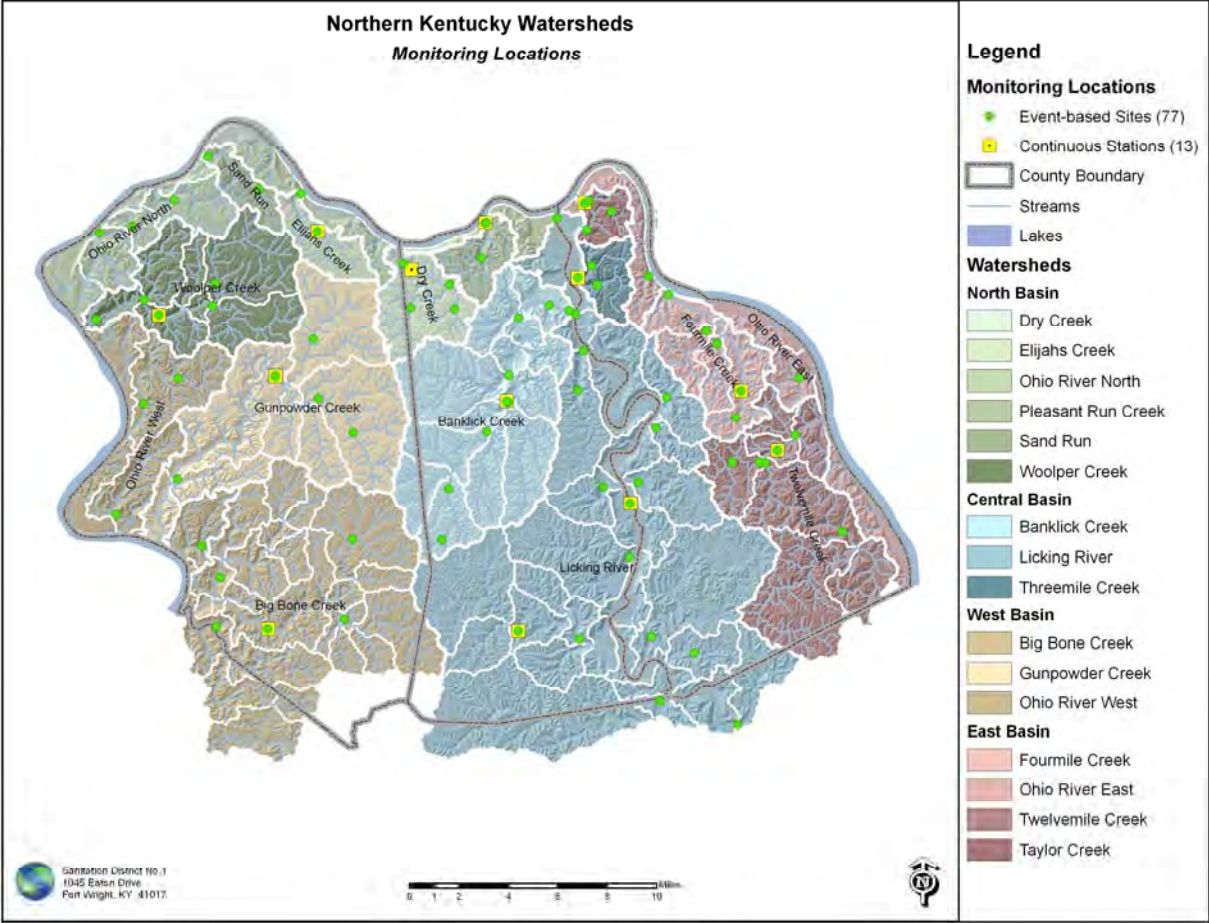 Northern Kentucky Watersheds
Monitoring Locations
Sand Run
Ohio River North
Elijahs Creek
Woolper Creek
Dry Creek
Fourmile Creek
Ohio River East
Gunpowder Creek
Banklick Creek
Ohio River West
Twelvemile Creek
Licking River
Big Bone Creek
Sanitation District No.1
1045 Eaton Drive
Fort Wright, KY 41017
Miles
0 1 2 4 6 8 10
N
Legend
Monitoring Locations
Event-based Sites (77)
Continuous Stations (13)
County Boundary
Streams
Lakes
Watersheds
North Basin
Dry Creek
Elijahs Creek
Ohio River North
Pleasant Run Creek
Sand Run
Woolper Creek
Central Basin
Banklick Creek
Licking River
Threemile Creek
West Basin
Big Bone Creek
Gunpowder Creek
Ohio River West
East Basin
Fourmile Creek
Ohio River East
Twelvemile Creek
Taylor Creek